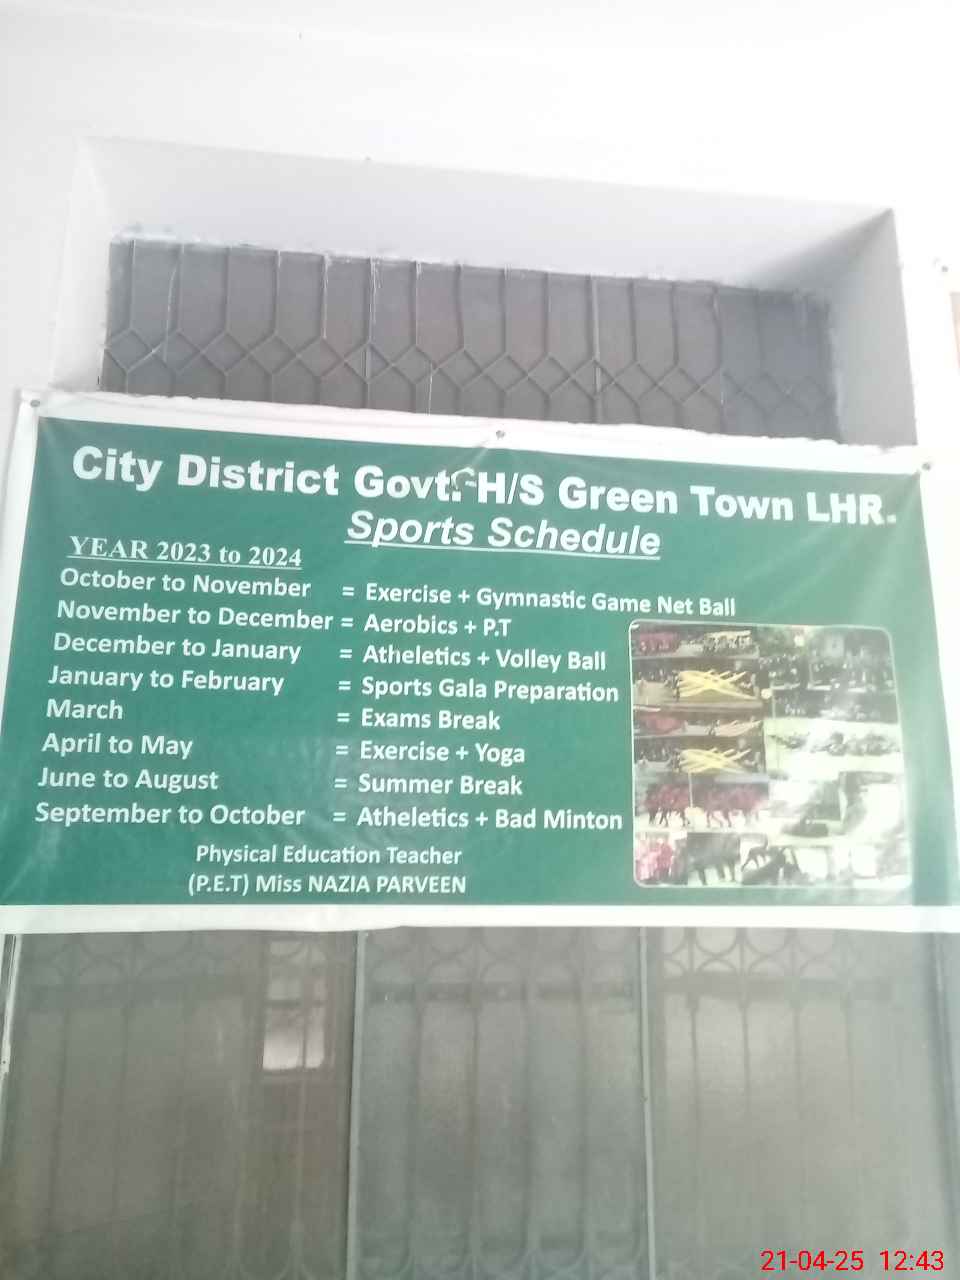 City District Govt. G H/S Green Town LHR.
Sports Schedule
YEAR 2023 to 2024
October to November = Exercise + Gymnastic Game Net Ball
November to December = Aerobics + P.T
December to January = Atheletics + Volley Ball
January to February = Sports Gala Preparation
March = Exams Break
April to May = Exercise + Yoga
June to August = Summer Break
September to October = Atheletics + Bad Minton
Physical Education Teacher
(P.E.T) Miss NAZIA PARVEEN
21-04-25 12:43